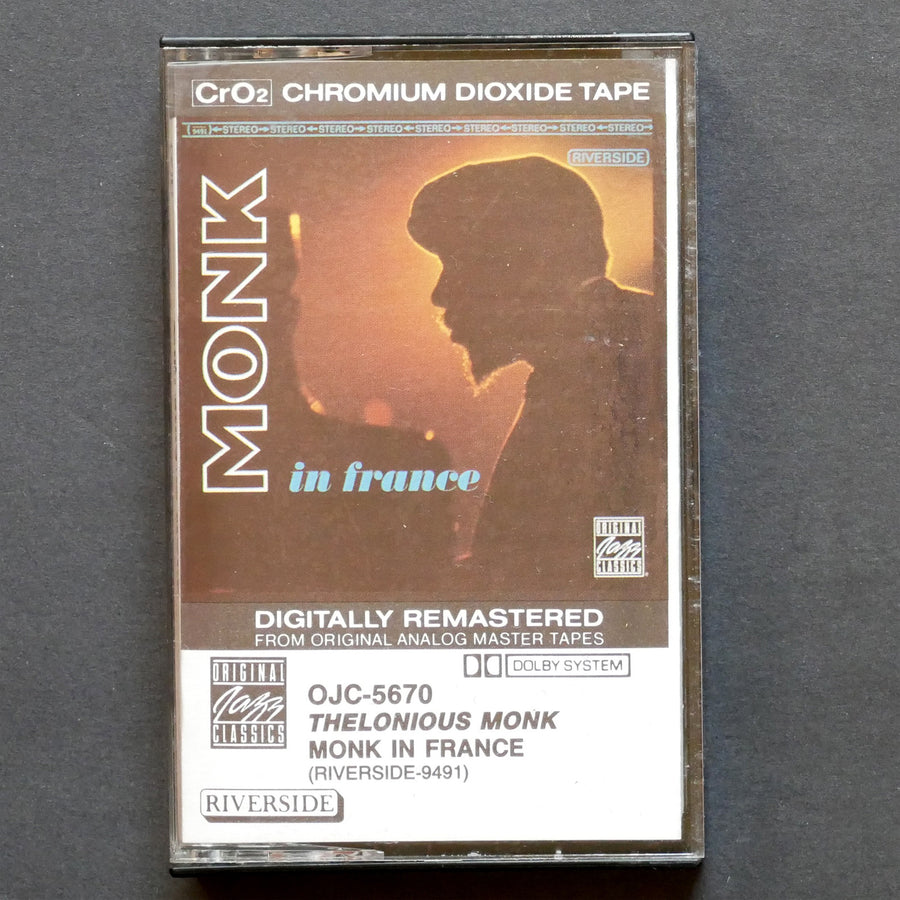 CrO2 CHROMIUM DIOXIDE TAPE
9491 STEREO STEREO STEREO STEREO STEREO STEREO STEREO STEREO STEREO
RIVERSIDE
MONK
in france
ORIGINAL
Jazz
CLASSICS
DIGITALLY REMASTERED
FROM ORIGINAL ANALOG MASTER TAPES
DOLBY SYSTEM
ORIGINAL
Jazz
CLASSICS
OJC-5670
THELONIOUS MONK
MONK IN FRANCE
(RIVERSIDE-9491)
RIVERSIDE